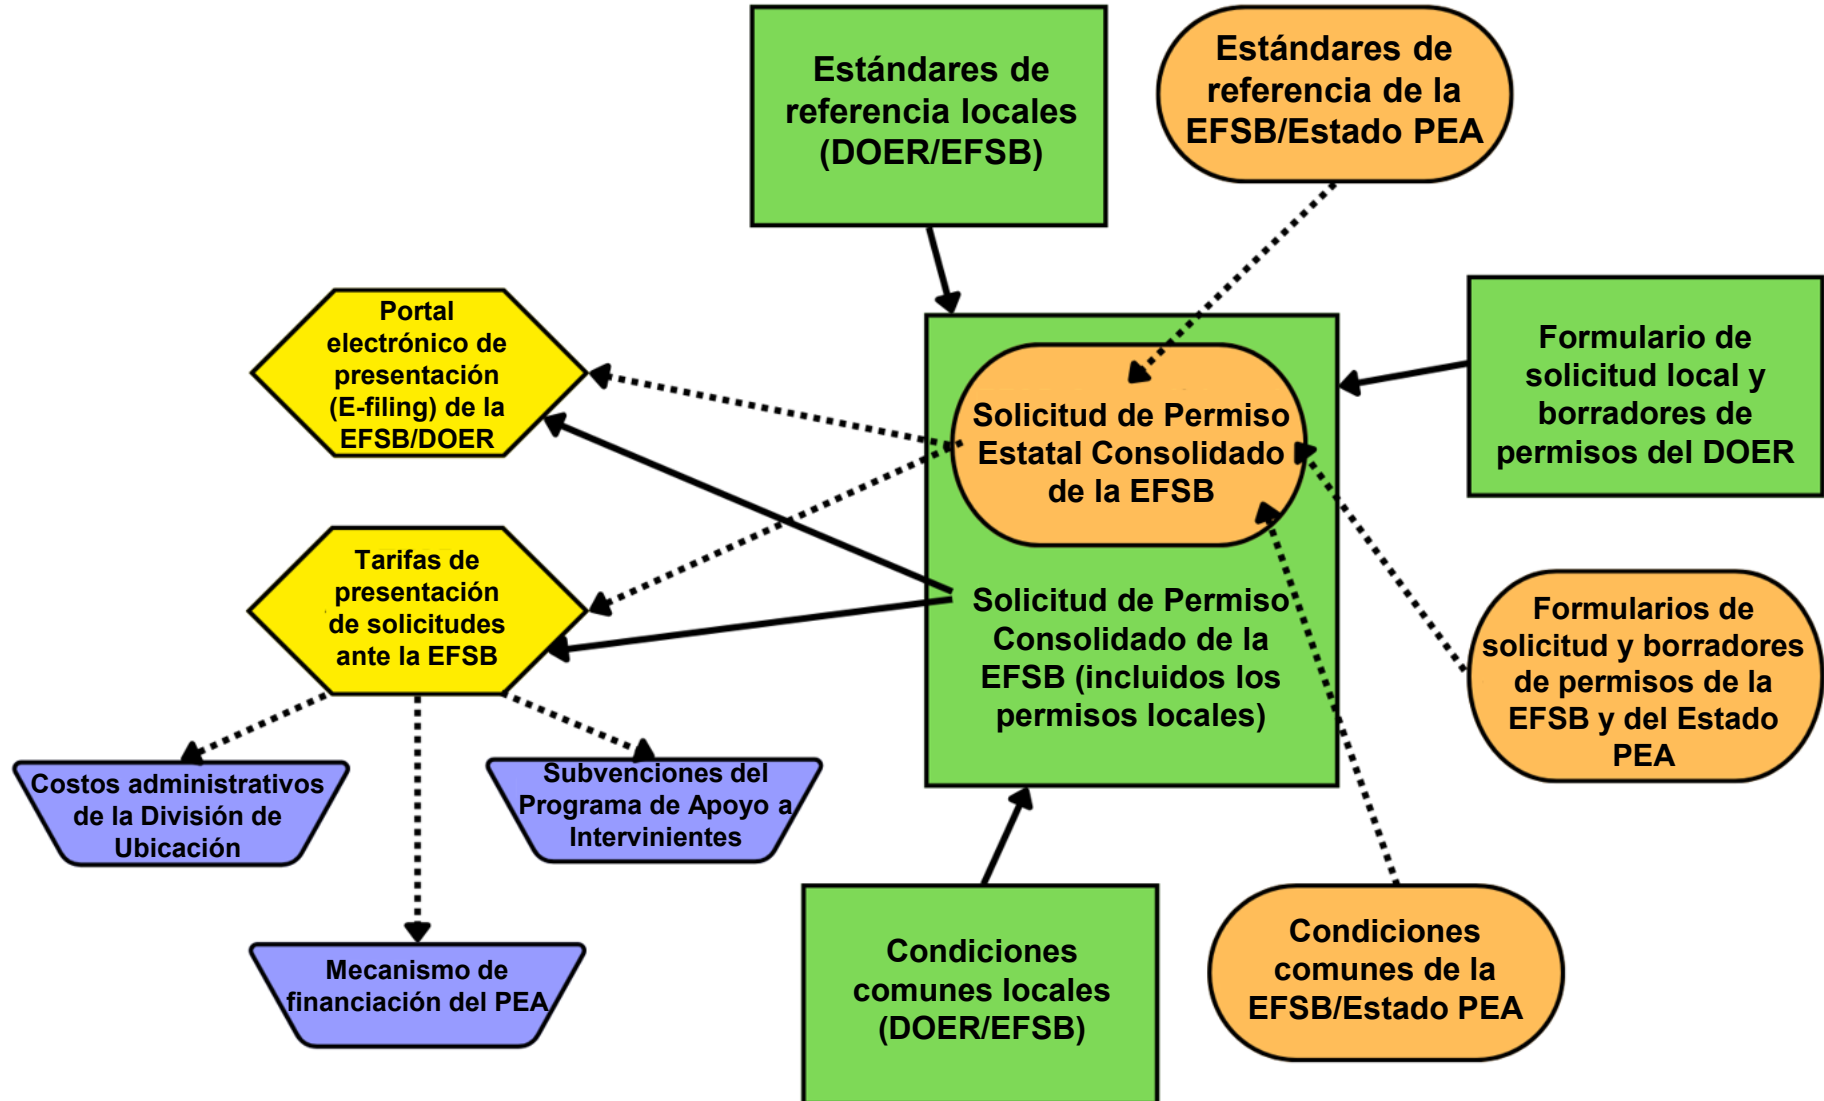 Estándares de
referencia locales
(DOER/EFSB)
Estándares de
referencia de la
EFSB/Estado PEA
Portal
electrónico de
presentación
(E-filing) de la
EFSB/DOER
Formulario de
solicitud local y
borradores de
permisos del DOER
Solicitud de Permiso
Estatal Consolidado
de la EFSB
Tarifas de
presentación
de solicitudes
ante la EFSB
Solicitud de Permiso
Consolidado de la
EFSB (incluidos los
permisos locales)
Formularios de
solicitud y borradores
de permisos de la
EFSB y del Estado
PEA
Costos administrativos
de la División de
Ubicación
Subvenciones del
Programa de Apoyo a
Intervinientes
Mecanismo de
financiación del PEA
Condiciones
comunes locales
(DOER/EFSB)
Condiciones
comunes de la
EFSB/Estado PEA